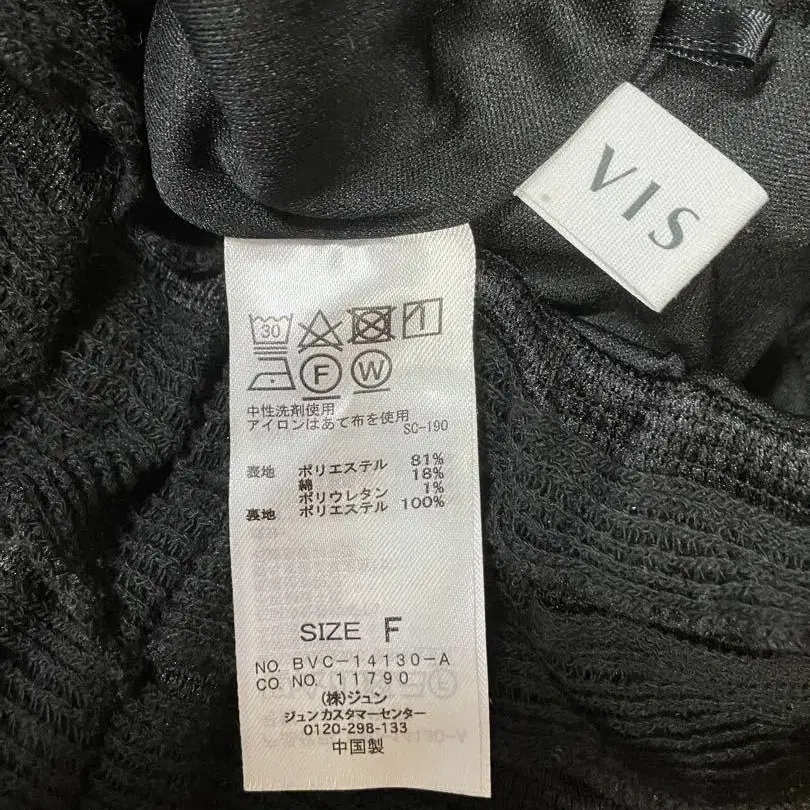 VIS
30
F W
中性洗剤使用
アイロンはあて布を使用
SC-190
表地 ポリエステル 81%
綿 18%
ポリウレタン 1%
裏地 ポリエステル 100%
SIZE F
NO. BVC-14130-A
CO. NO. 11790
(株)ジュン
ジュンカスタマーセンター
0120-298-133
中国製